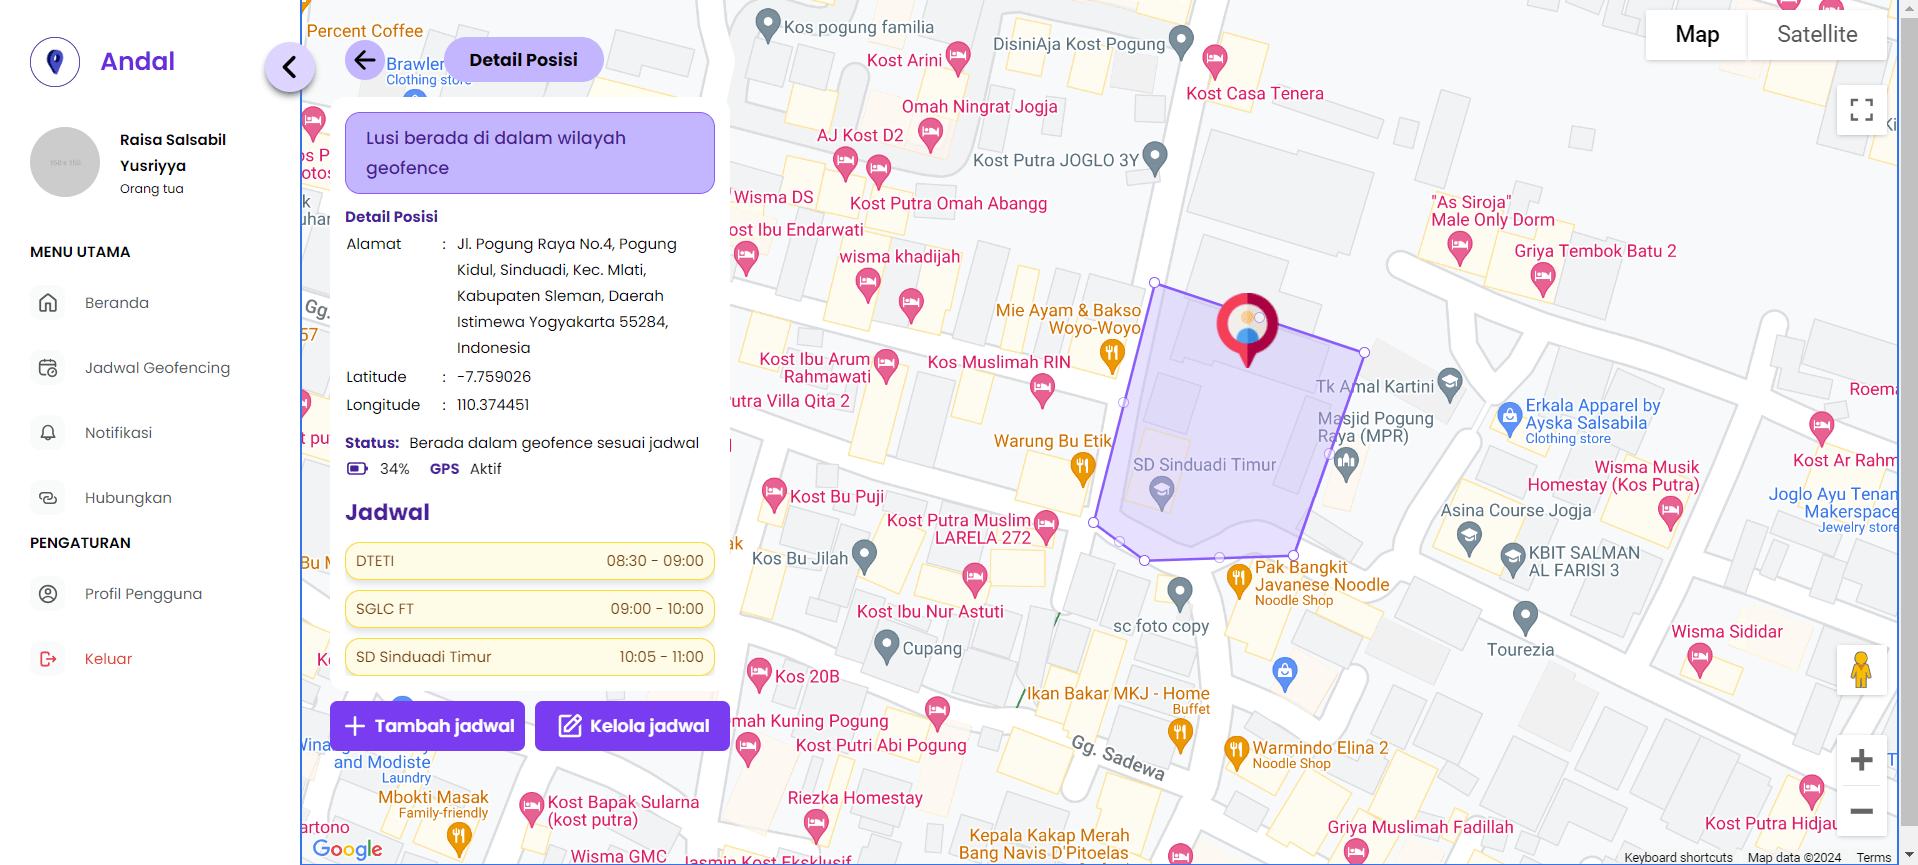 Andal
Raisa Salsabil
Yusriyya
Orang tua
MENU UTAMA
Beranda
Jadwal Geofencing
Notifikasi
Hubungkan
PENGATURAN
Profil Pengguna
Keluar
Detail Posisi
Lusi berada di dalam wilayah
geofence
Detail Posisi
Alamat : Jl. Pogung Raya No.4, Pogung
Kidul, Sinduadi, Kec. Mlati,
Kabupaten Sleman, Daerah
Istimewa Yogyakarta 55284,
Indonesia
Latitude : -7.759026
Longitude : 110.374451
Status: Berada dalam geofence sesuai jadwal
34% GPS Aktif
Jadwal
DTETI 08:30 - 09:00
SGLC FT 09:00 - 10:00
SD Sinduadi Timur 10:05 - 11:00
Tambah jadwal
Kelola jadwal
Percent Coffee
Brawler
Clothing
Kos pogung familia
DisiniAja Kost Pogung
Kost Arini
Kost Casa Tenera
Omah Ningrat Jogja
AJ Kost D2
Kost Putra JOGLO 3Y
Wisma DS
Kost Putra Omah Abangg
ost Ibu Endarwati
wisma khadijah
"As Siroja"
Male Only Dorm
Griya Tembok Batu 2
Gg.
57
Mie Ayam & Bakso
Woyo-Woyo
Kost Ibu Arum
Rahmawati
Kos Muslimah RIN
utra Villa Qita 2
Tk Amal Kartini
Masjid Pogung
Raya (MPR)
Erkala Apparel by
Ayska Salsabila
Clothing store
Roema
Warung Bu Etik
SD Sinduadi Timur
Kost Ar Rahm
Wisma Musik
Homestay (Kos Putra)
Kost Bu Puji
Joglo Ayu Tenan
Makerspace
Jewelry store
Kost Putra Muslim
LARELA 272
Asina Course Jogja
Kos Bu Jilah
KBIT SALMAN
AL FARISI 3
Pak Bangkit
Javanese Noodle
Noodle Shop
Kost Ibu Nur Astuti
sc foto copy
Cupang
Tourezia
Wisma Sididar
Kos 20B
Ikan Bakar MKJ - Home
Buffet
mah Kuning Pogung
Kost Putri Abi Pogung
Gg. Sadewa
Warmindo Elina 2
Noodle Shop
and Modiste
Laundry
Mbokti Masak
Family-friendly
Kost Bapak Sularna
(kost putra)
Riezka Homestay
artono
Kepala Kakap Merah
Bang Navis D'Pitoelas
Griya Muslimah Fadillah
Kost Putra Hidjau
Wisma GMC
Jasmin Kost Eksklusif
Map
Satellite
Google
Keyboard shortcuts
Map data ©2024
Terms